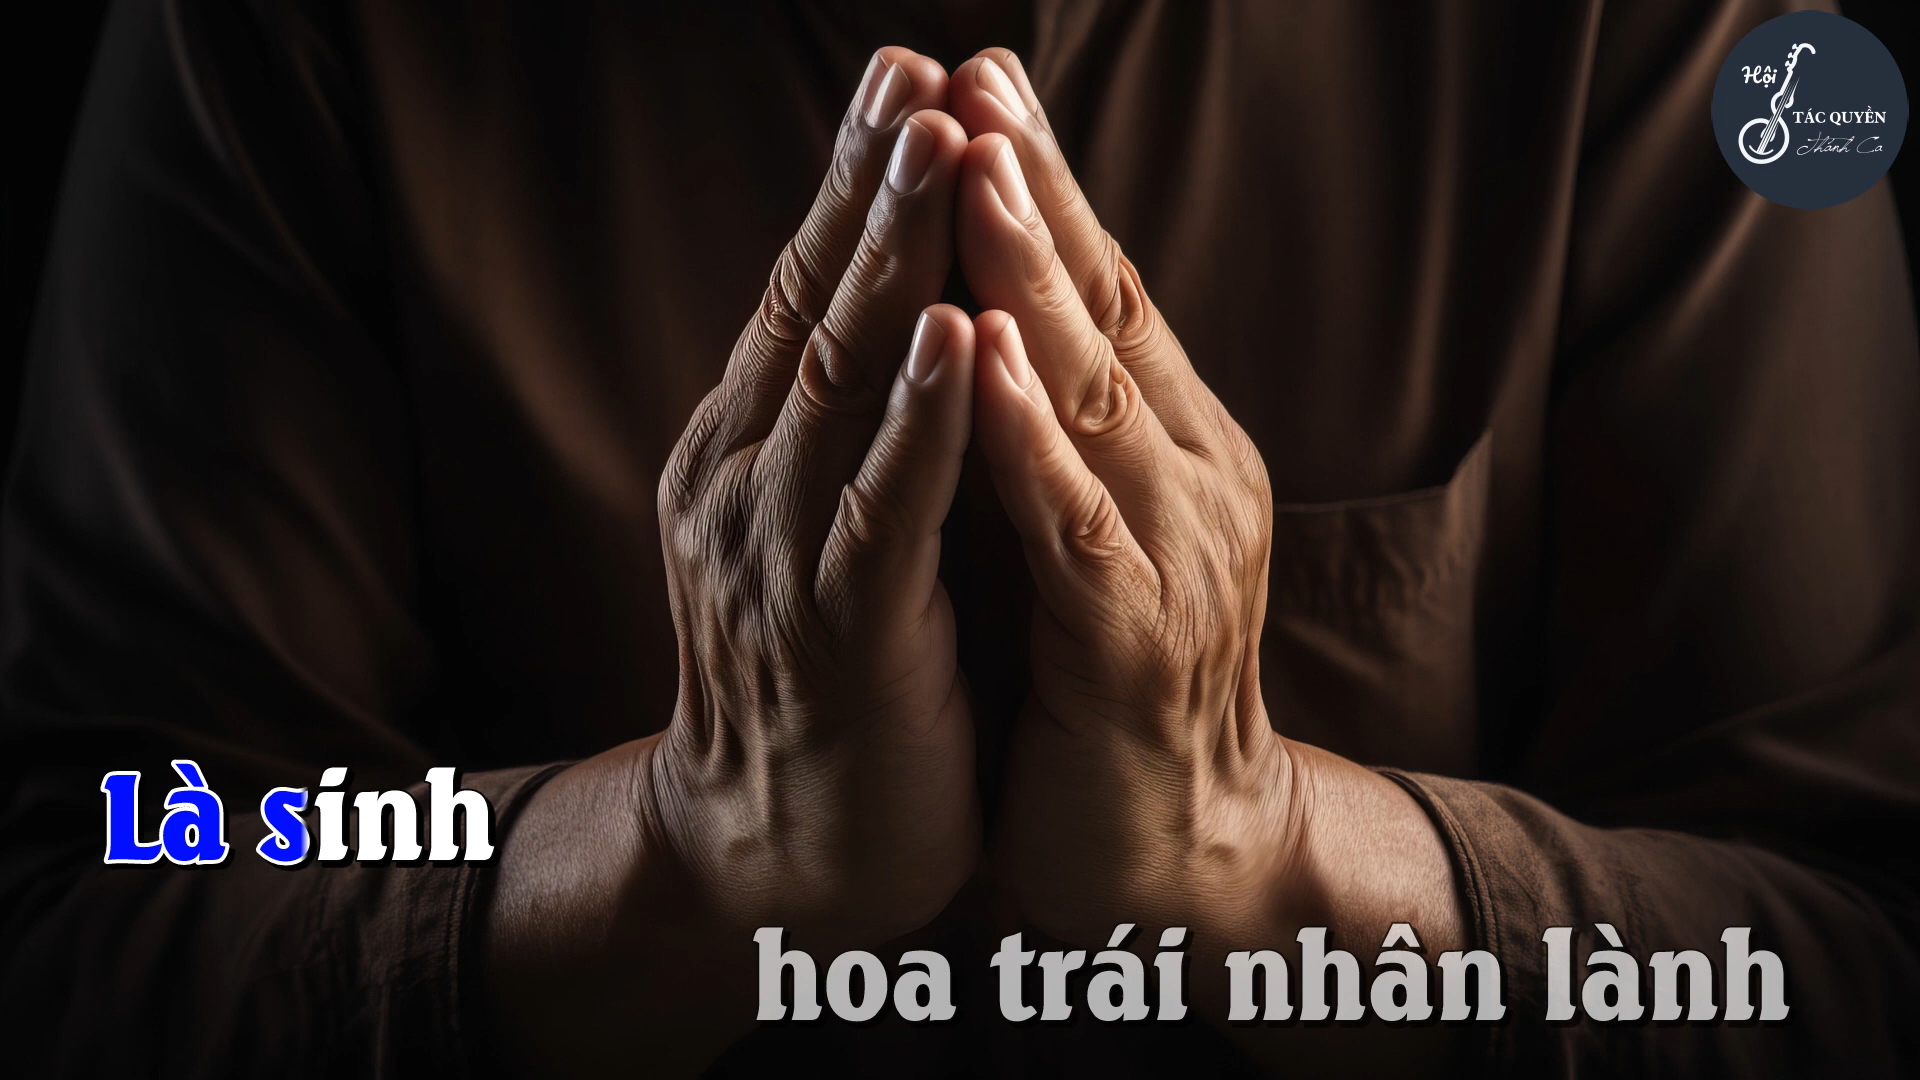 Hội
TÁC QUYỀN
Thánh Ca
Là sinh
hoa trái nhân lành